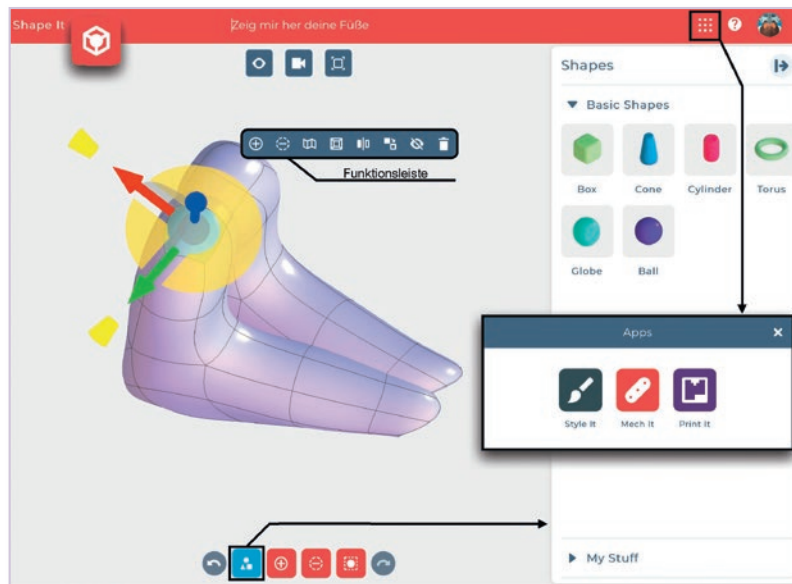 Shape It
Zeig mir her deine Füße
Shapes
Basic Shapes
Funktionsleiste
Box Cone Cylinder Torus
Globe Ball
Apps
Style It Mech It Print It
My Stuff